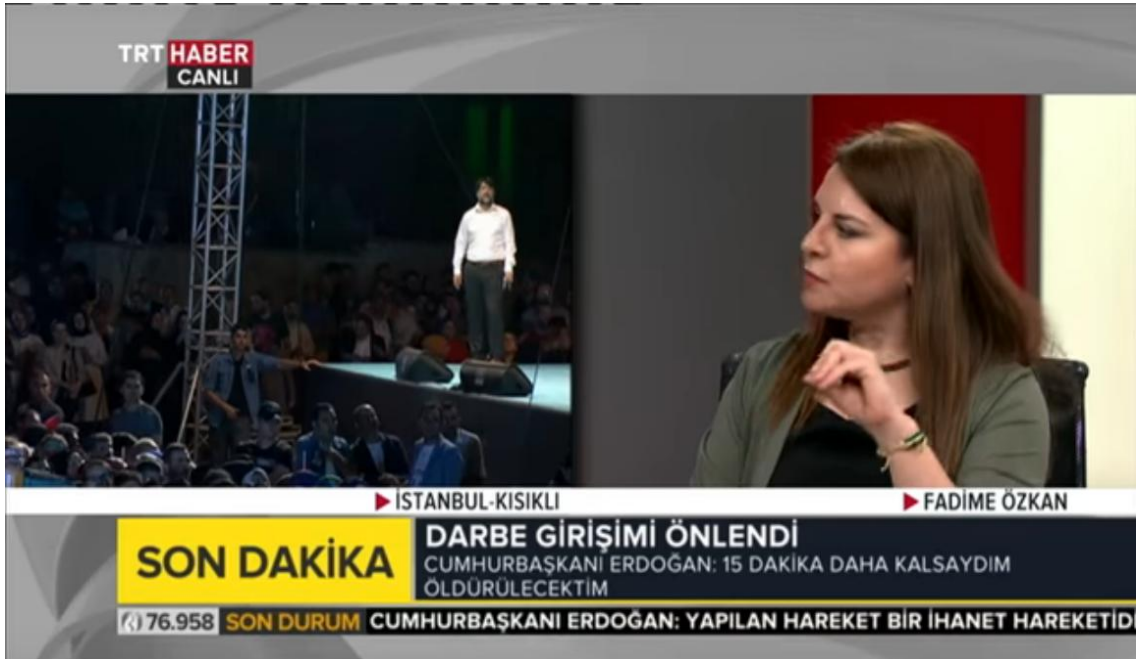 TRT HABER
CANLI
İSTANBUL-KISIKLI
FADİME ÖZKAN
SON DAKİKA
DARBE GİRİŞİMİ ÖNLENDİ
CUMHURBAŞKANI ERDOĞAN: 15 DAKİKA DAHA KALSAYDIM
ÖLDÜRÜLECEKTİM
76.958 SON DURUM CUMHURBAŞKANI ERDOĞAN: YAPILAN HAREKET BİR İHANET HAREKETİDİ